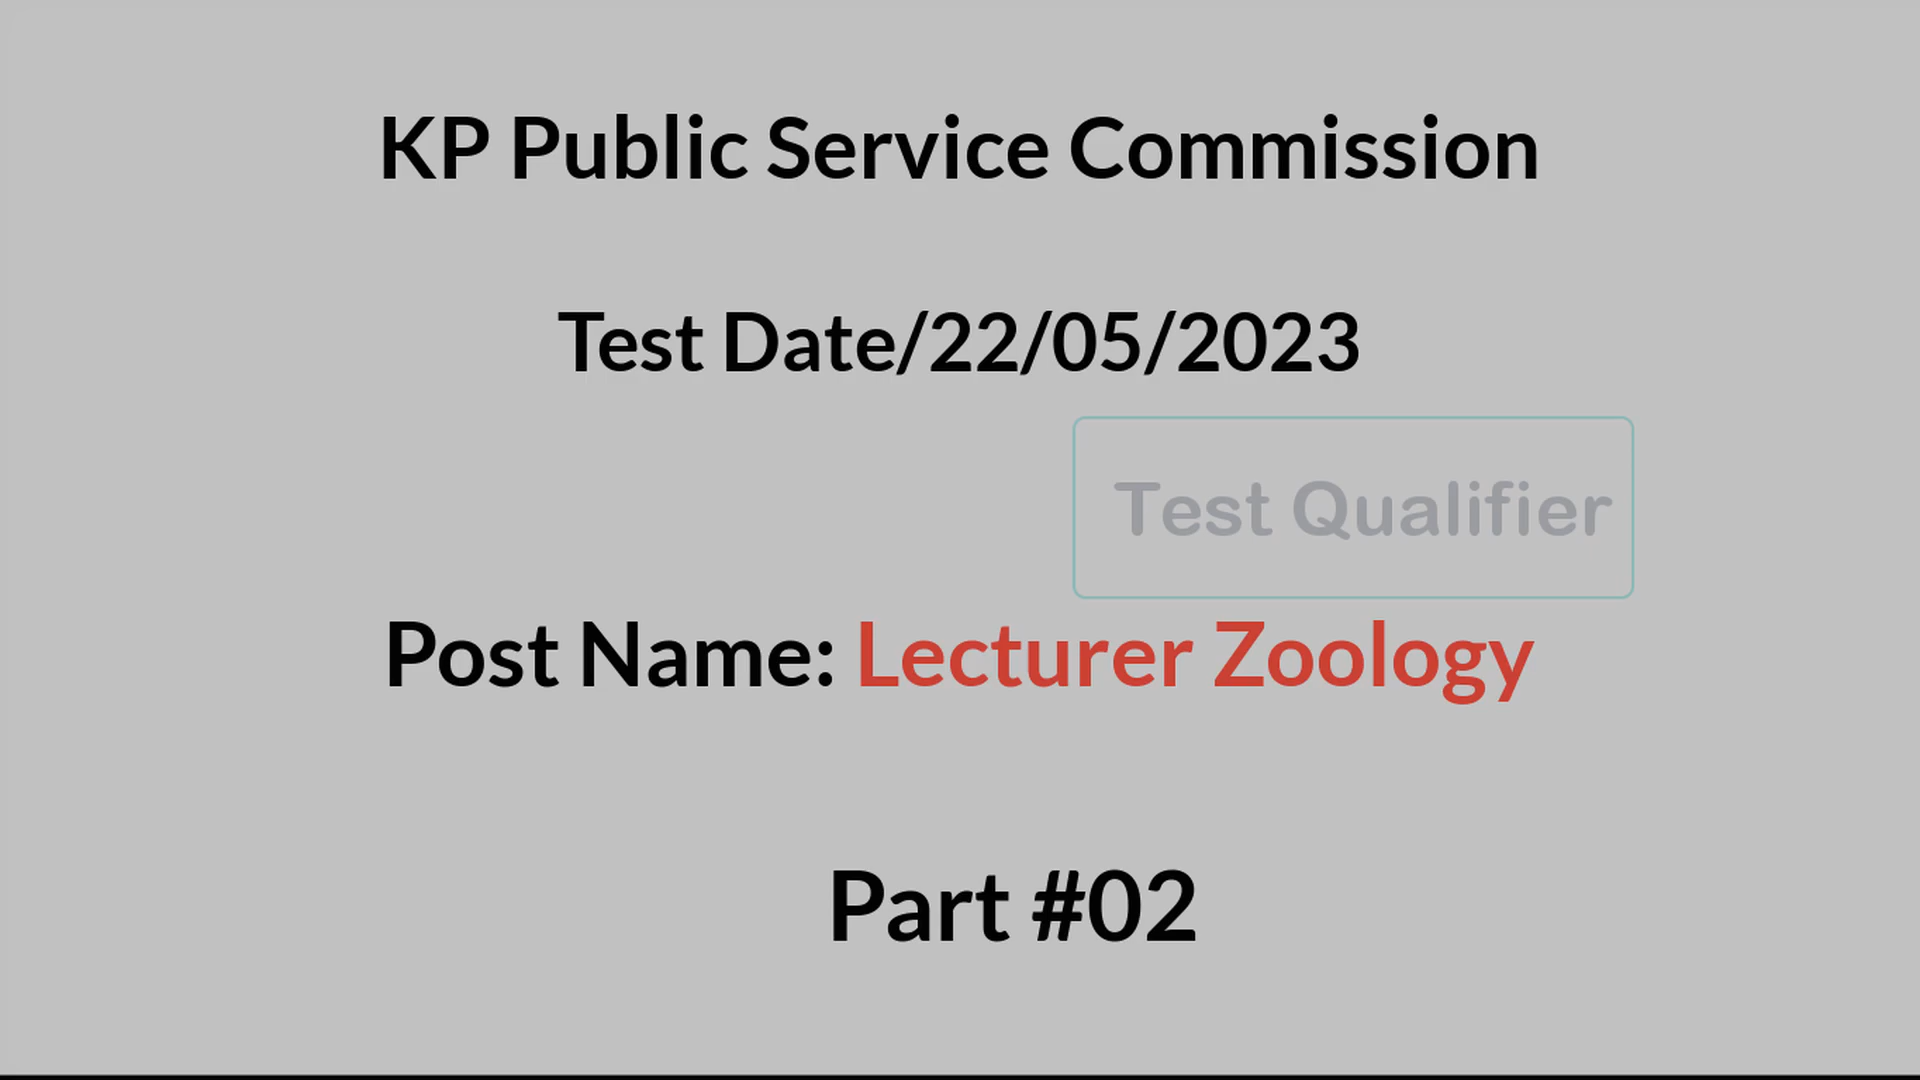 KP Public Service Commission
Test Date/22/05/2023
Test Qualifier
Post Name: Lecturer Zoology
Part #02